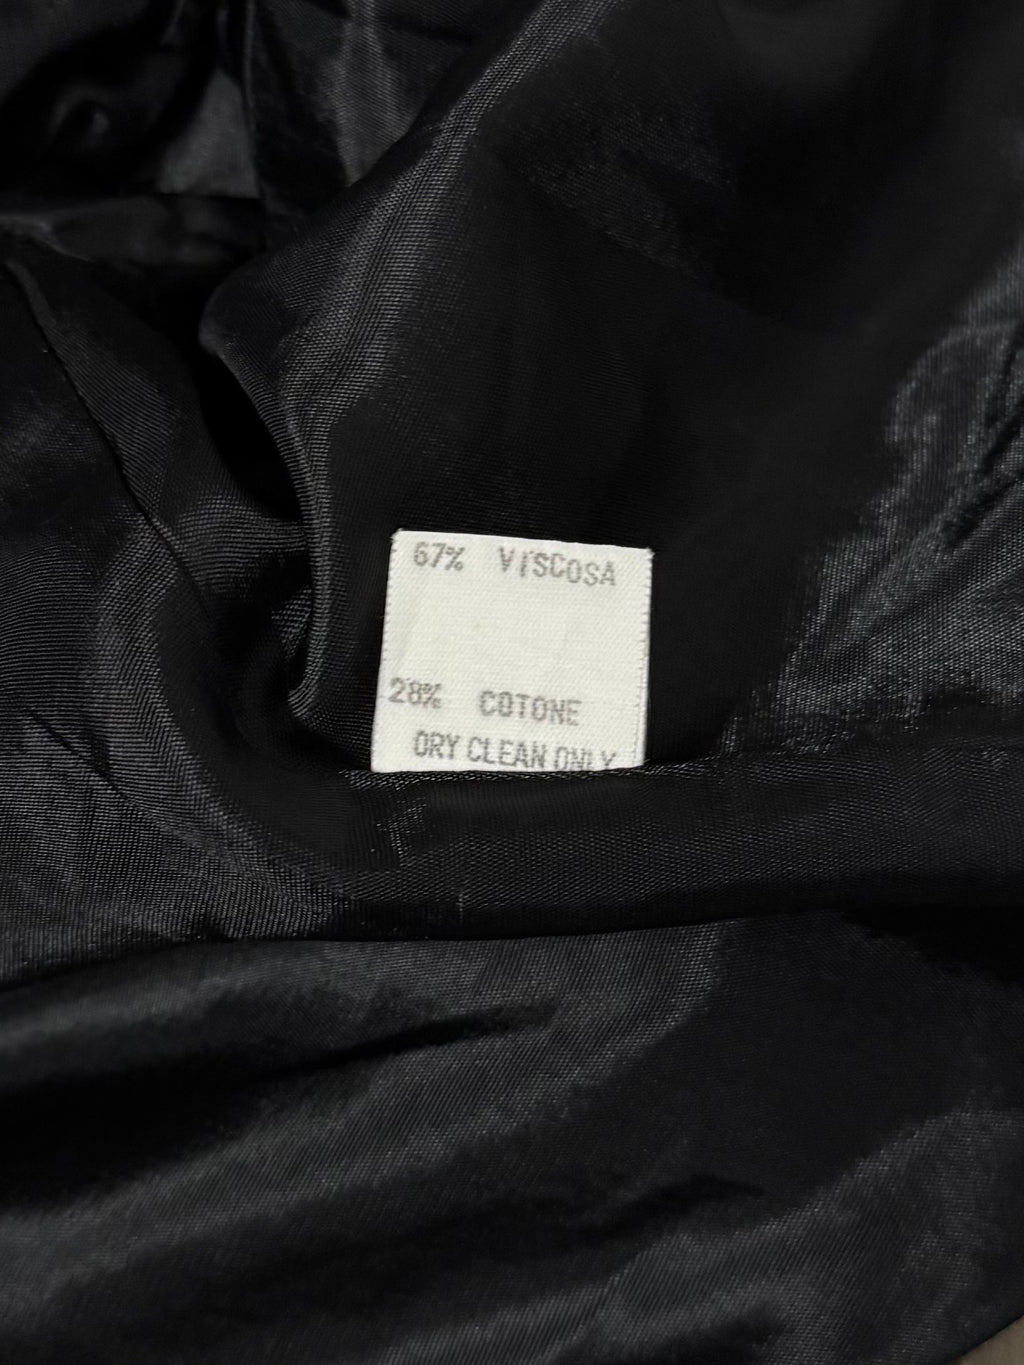 67% VISCOSA
28% COTONE
DRY CLEAN ONLY